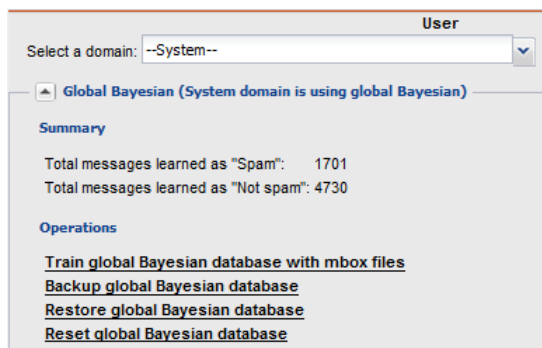 User
Select a domain: --System--
Global Bayesian (System domain is using global Bayesian)
Summary
Total messages learned as "Spam": 1701
Total messages learned as "Not spam": 4730
Operations
Train global Bayesian database with mbox files
Backup global Bayesian database
Restore global Bayesian database
Reset global Bayesian database